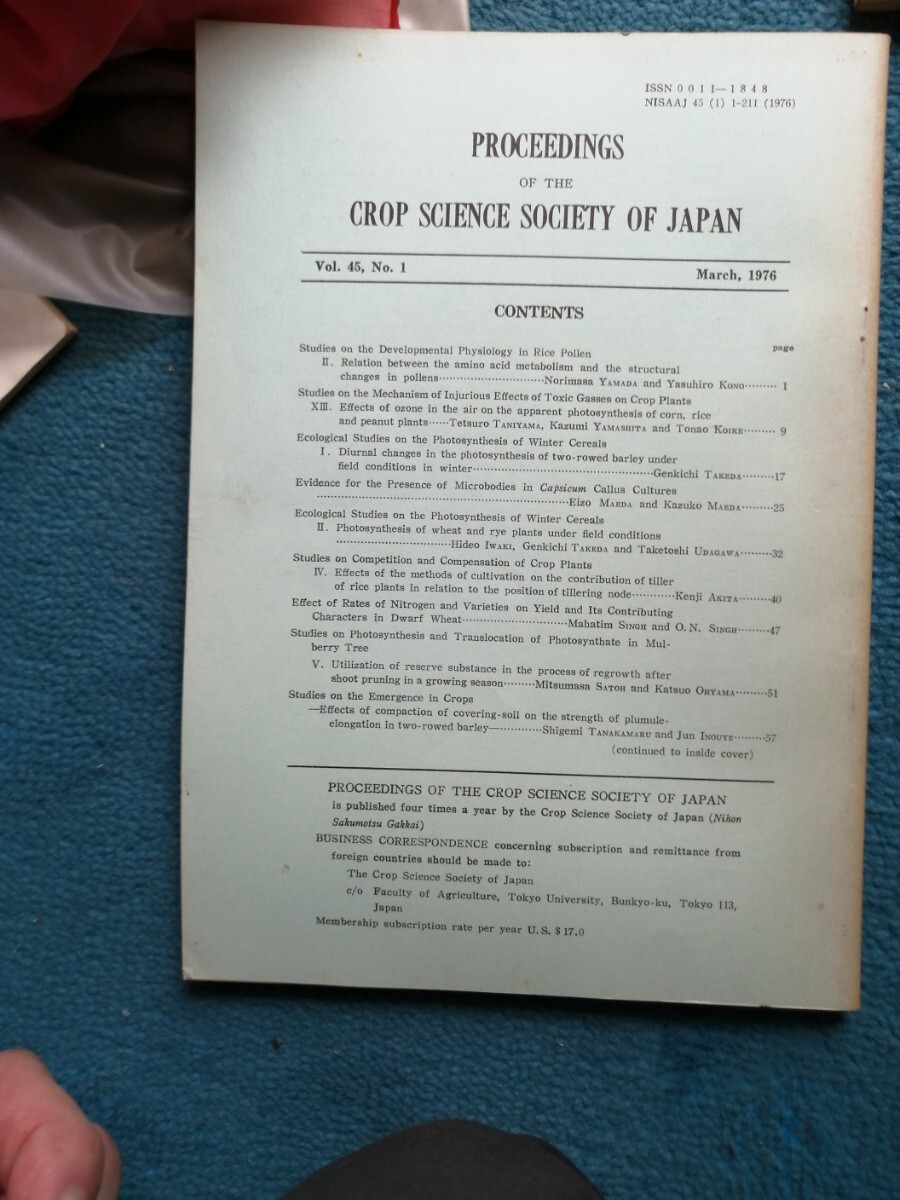 ISSN 0 0 1 1— 1 8 4 8
NISAAJ 45 (1) 1-211 (1976)
PROCEEDINGS
OF THE
CROP SCIENCE SOCIETY OF JAPAN
Vol. 45, No. 1 March, 1976
CONTENTS
page
Studies on the Developmental Physiology in Rice Pollen
II. Relation between the amino acid metabolism and the structural
changes in pollens······························Norimasa YAMADA and Yasuhiro KONO········· 1
Studies on the Mechanism of Injurious Effects of Toxic Gasses on Crop Plants
XIII. Effects of ozone in the air on the apparent photosynthesis of corn, rice
and peanut plants······Tetsuro TANIYAMA, Kazumi YAMASHITA and Tonao KOIKE········· 9
Ecological Studies on the Photosynthesis of Winter Cereals
I. Diurnal changes in the photosynthesis of two-rowed barley under
field conditions in winter···················································Genkichi TAKEDA·········17
Evidence for the Presence of Microbodies in Capsicum Callus Cultures
········································································Eizo MAEDA and Kazuko MAEDA·········25
Ecological Studies on the Photosynthesis of Winter Cereals
II. Photosynthesis of wheat and rye plants under field conditions
·································Hideo IWAKI, Genkichi TAKEDA and Taketoshi UDAGAWA·········32
Studies on Competition and Compensation of Crop Plants
IV. Effects of the methods of cultivation on the contribution of tiller
of rice plants in relation to the position of tillering node············Kenji AKITA·········40
Effect of Rates of Nitrogen and Varieties on Yield and Its Contributing
Characters in Dwarf Wheat······························Mahatim SINGH and O. N. SINGH·········47
Studies on Photosynthesis and Translocation of Photosynthate in Mul-
berry Tree
V. Utilization of reserve substance in the process of regrowth after
shoot pruning in a growing season·········Mitsumasa SATOH and Katsuo OHYAMA·········51
Studies on the Emergence in Crops
—Effects of compaction of covering-soil on the strength of plumule-
elongation in two-rowed barley—············Shigemi TANAKAMARU and Jun INOUYE·········57
(continued to inside cover)
PROCEEDINGS OF THE CROP SCIENCE SOCIETY OF JAPAN
is published four times a year by the Crop Science Society of Japan (Nihon
Sakumotsu Gakkai)
BUSINESS CORRESPONDENCE concerning subscription and remittance from
foreign countries should be made to:
The Crop Science Society of Japan
c/o Faculty of Agriculture, Tokyo University, Bunkyo-ku, Tokyo 113,
Japan
Membership subscription rate per year U. S. $ 17.0